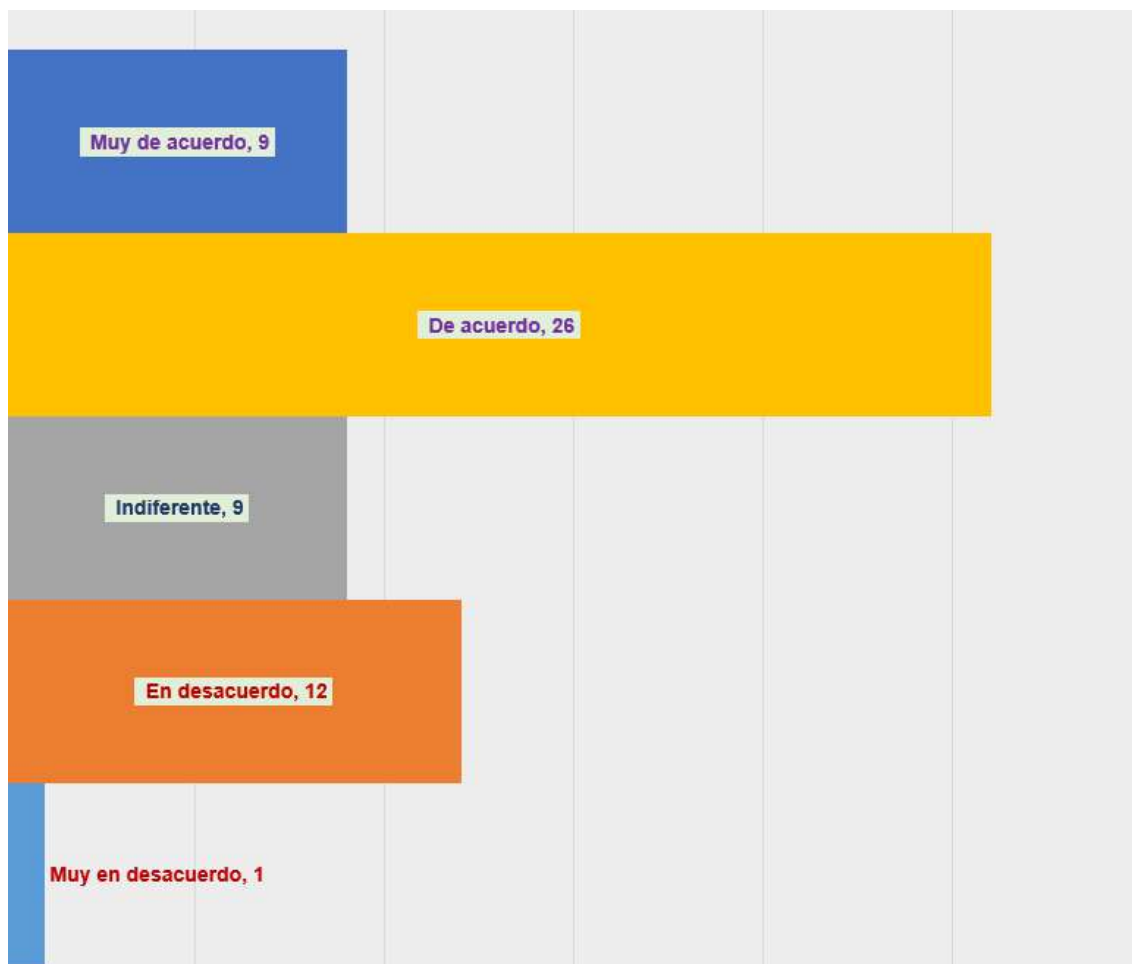 Muy de acuerdo, 9
De acuerdo, 26
Indiferente, 9
En desacuerdo, 12
Muy en desacuerdo, 1